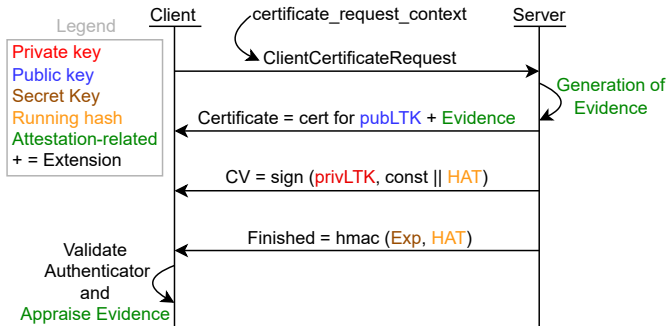 Client
certificate_request_context
Server
Legend
Private key
Public key
Secret Key
Running hash
Attestation-related
+ = Extension
ClientCertificateRequest
Generation of
Evidence
Certificate = cert for pubLTK + Evidence
CV = sign (privLTK, const || HAT)
Finished = hmac (Exp, HAT)
Validate
Authenticator
and
Appraise Evidence